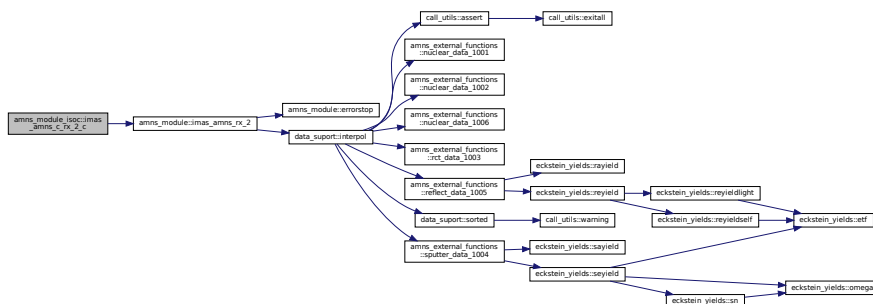 amns_module_isoc::imas
_amns_c_rx_2_c
amns_module::imas_amns_rx_2
amns_module::errorstop
data_suport::interpol
call_utils::assert
call_utils::exitall
amns_external_functions
::nuclear_data_1001
amns_external_functions
::nuclear_data_1002
amns_external_functions
::nuclear_data_1006
amns_external_functions
::rct_data_1003
amns_external_functions
::reflect_data_1005
data_suport::sorted
amns_external_functions
::sputter_data_1004
eckstein_yields::rayield
eckstein_yields::reyield
call_utils::warning
eckstein_yields::sayield
eckstein_yields::seyield
eckstein_yields::reyieldlight
eckstein_yields::reyieldself
eckstein_yields::sn
eckstein_yields::etf
eckstein_yields::omega